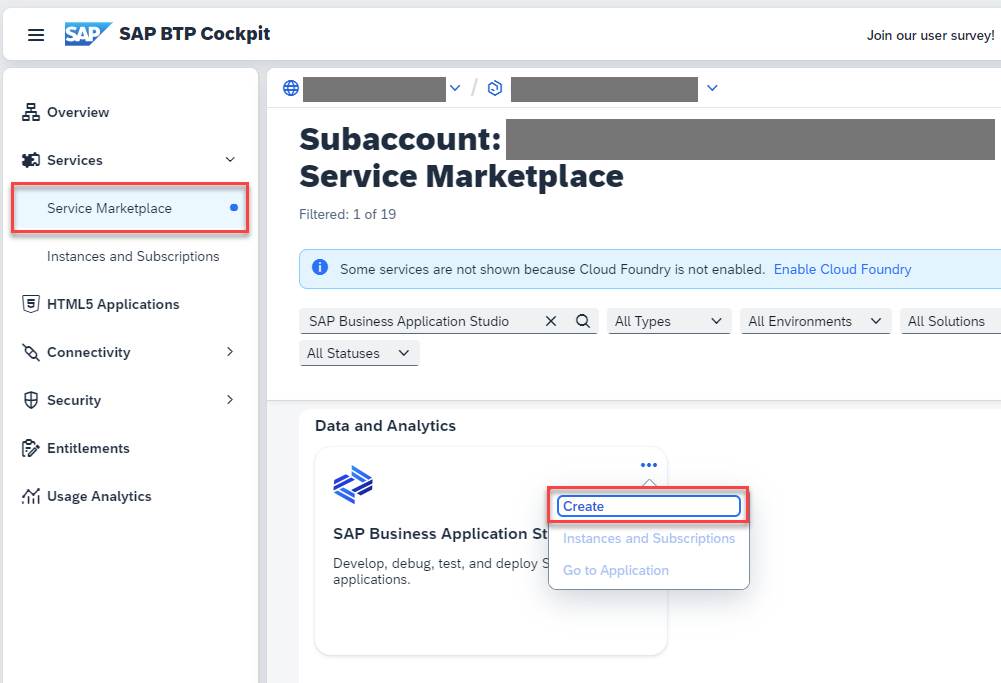 SAP SAP BTP Cockpit
Join our user survey!
Overview
Services
Service Marketplace
Instances and Subscriptions
HTML5 Applications
Connectivity
Security
Entitlements
Usage Analytics
/
Subaccount:
Service Marketplace
Filtered: 1 of 19
Some services are not shown because Cloud Foundry is not enabled. Enable Cloud Foundry
SAP Business Application Studio
All Types
All Environments
All Solutions
All Statuses
Data and Analytics
SAP Business Application St
Develop, debug, test, and deploy S
applications.
Create
Instances and Subscriptions
Go to Application